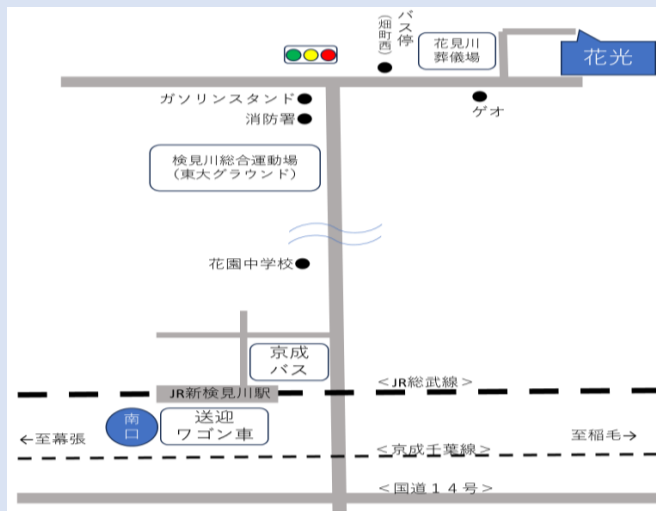 バス停
(畑町西)
花見川
葬儀場
花光
ガソリンスタンド
消防署
ゲオ
検見川総合運動場
(東大グラウンド)
花園中学校
京成
バス
<JR総武線>
JR新検見川駅
南
口
送迎
ワゴン車
←至幕張
至稲毛→
<京成千葉線>
<国道14号>